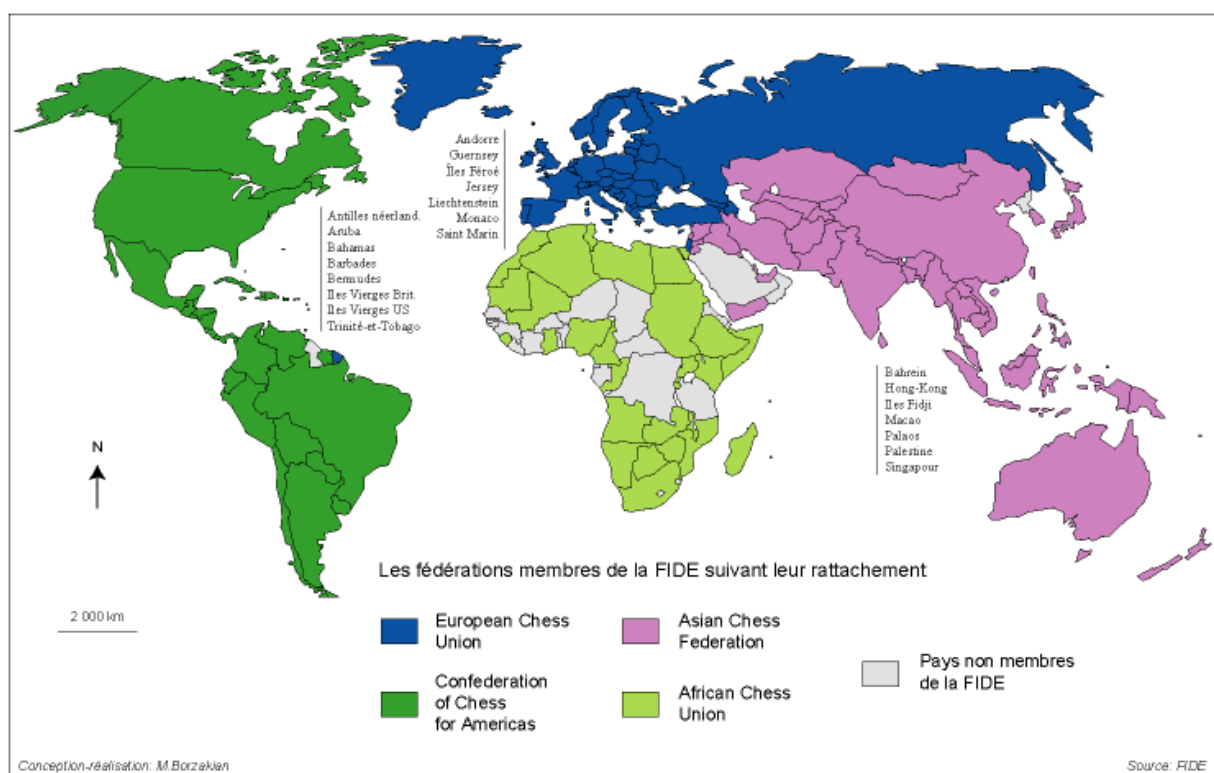 Andorre
Guernsey
Îles Féroé
Jersey
Liechtenstein
Monaco
Saint Marin
Antilles néerland.
Aruba
Bahamas
Barbades
Bermudes
Iles Vierges Brit.
Iles Vierges US
Trinité-et-Tobago
Bahrein
Hong-Kong
Iles Fidji
Macao
Palaos
Palestine
Singapour
N
2 000 km
Les fédérations membres de la FIDE suivant leur rattachement
European Chess
Union
Asian Chess
Federation
Pays non membres
de la FIDE
Confederation
of Chess
for Americas
African Chess
Union
Conception-réalisation: M.Borzakian
Source: FIDE